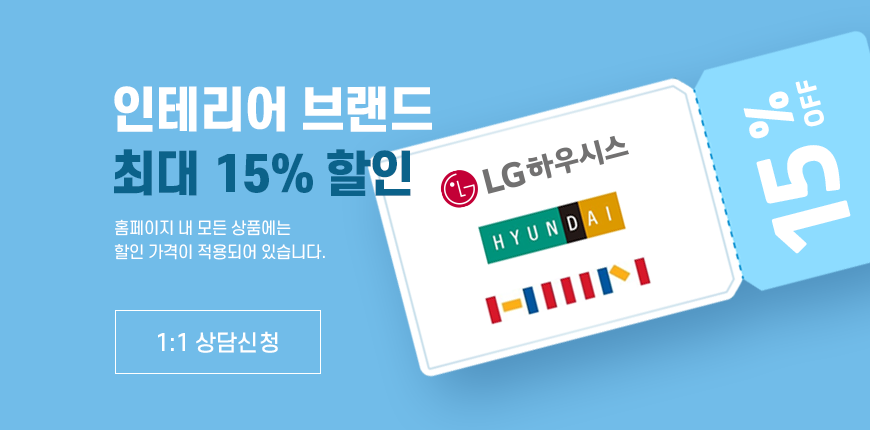 인테리어 브랜드
최대 15% 할인
홈페이지 내 모든 상품에는
할인 가격이 적용되어 있습니다.
1:1 상담신청
LG하우시스
HYUNDAI
15% OFF